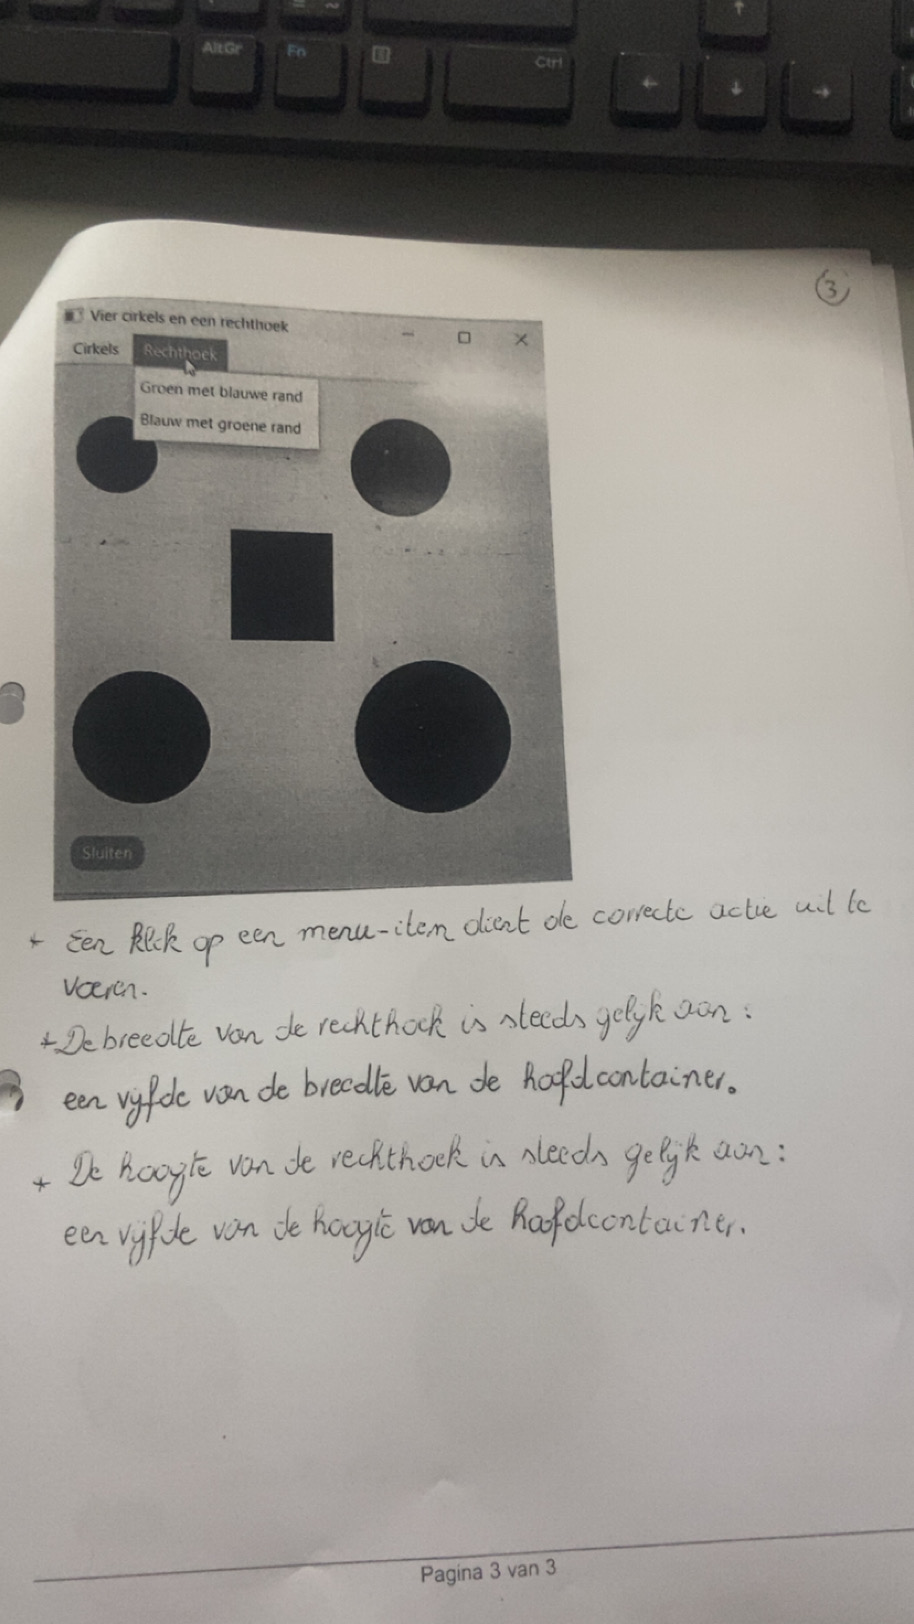 AltGr
Fn
Ctrl
↑
←
↓
→
3
Vier cirkels en een rechthoek
Cirkels Rechthoek
Groen met blauwe rand
Blauw met groene rand
Sluiten
* Een klik op een menu-item dient de correcte actie uit te
voeren.
* De breedte van de rechthoek is steeds gelijk aan :
een vijfde van de breedte van de hoofdcontainer.
* De hoogte van de rechthoek is steeds gelijk aan :
een vijfde van de hoogte van de hoofdcontainer.
Pagina 3 van 3